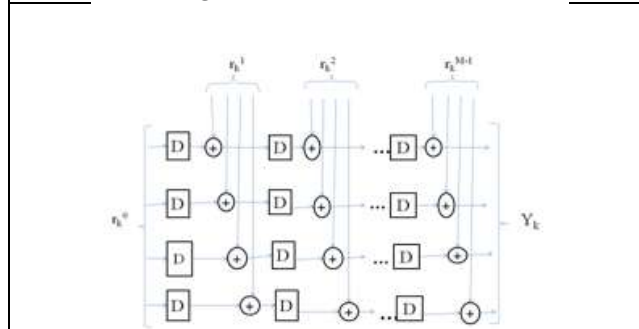 r_k^1 r_k^2 r_k^{M-1}
D + D + ...D +
D + D + ...D +
r_k^0 Y_k
D + D + ...D +
D + D + ...D +